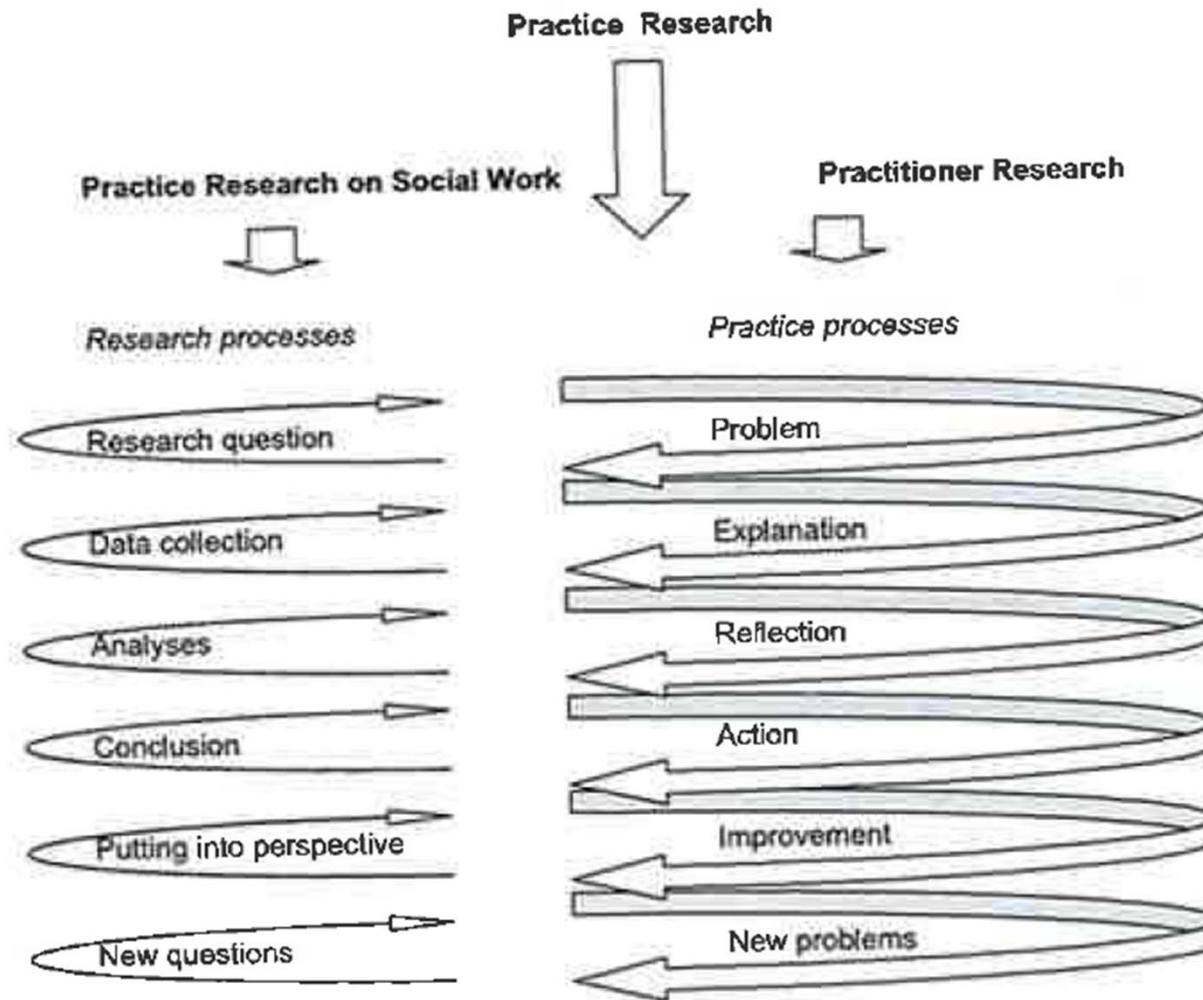 Practice Research
Practice Research on Social Work
Practitioner Research
Research processes
Practice processes
Research question
Problem
Data collection
Explanation
Analyses
Reflection
Conclusion
Action
Putting into perspective
Improvement
New questions
New problems